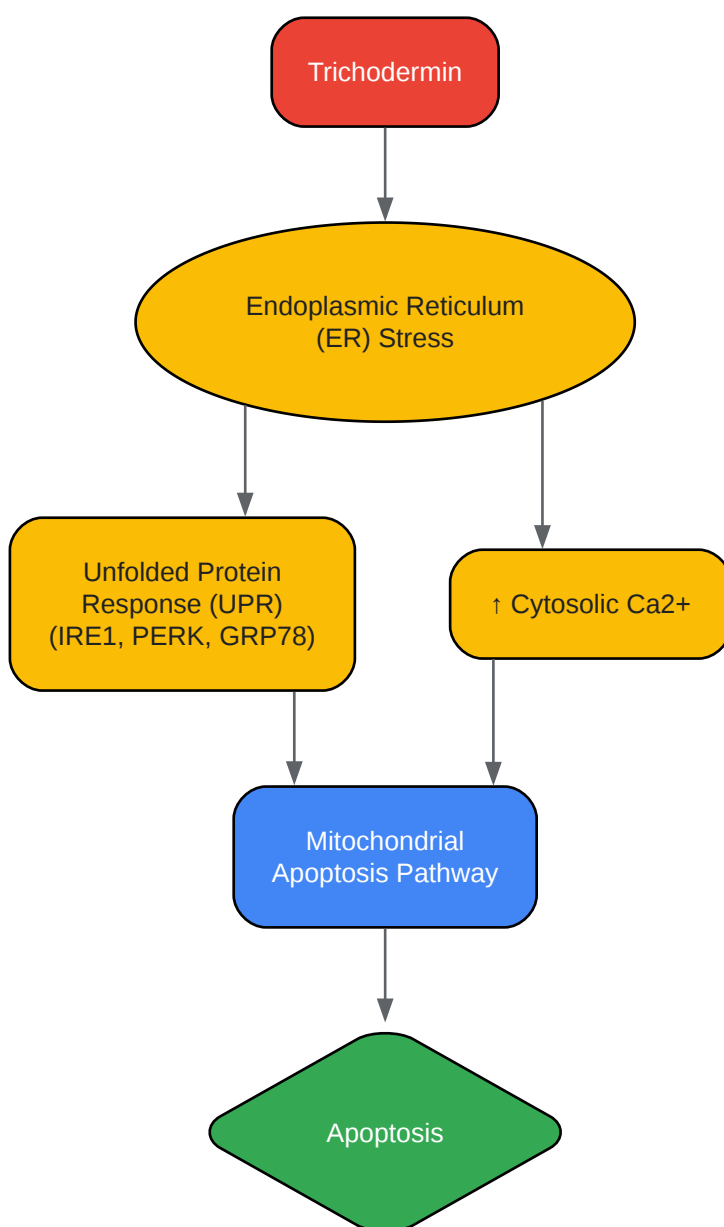 Trichodermin
Endoplasmic Reticulum
(ER) Stress
Unfolded Protein
Response (UPR)
(IRE1, PERK, GRP78)
↑ Cytosolic Ca2+
Mitochondrial
Apoptosis Pathway
Apoptosis